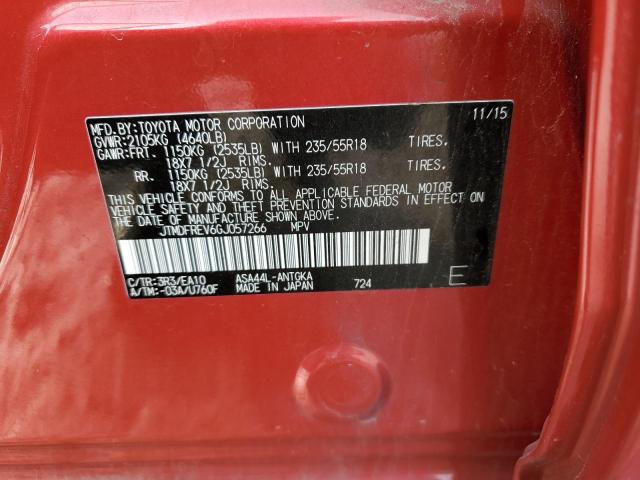 MFD.BY:TOYOTA MOTOR CORPORATION 11/15
GVWR:2105KG (4640LB)
GAWR:FRT. 1150KG (2535LB) WITH 235/55R18 TIRES.
18X7 1/2J RIMS.
RR. 1150KG (2535LB) WITH 235/55R18 TIRES.
18X7 1/2J RIMS.
THIS VEHICLE CONFORMS TO ALL APPLICABLE FEDERAL MOTOR
VEHICLE SAFETY AND THEFT PREVENTION STANDARDS IN EFFECT ON
THE DATE OF MANUFACTURE SHOWN ABOVE.
JTMDFREV6GJ057266 MPV
C/TR:3R3/EA10 ASA44L-ANTGKA
A/TM:-03A/U760F MADE IN JAPAN 724 E